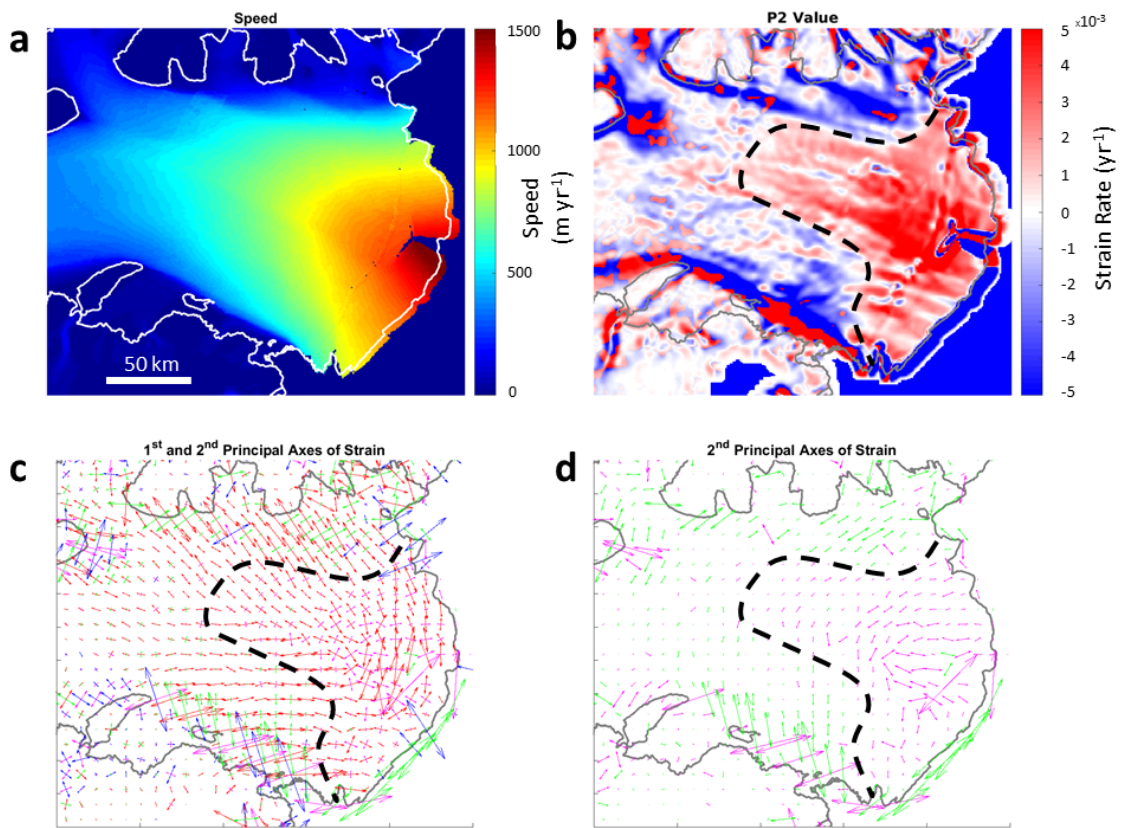 a
Speed
1500
1000
500
0
Speed
(m yr⁻¹)
50 km
b
P2 Value
5 ×10⁻³
4
3
2
1
0
-1
-2
-3
-4
-5
Strain Rate (yr⁻¹)
c
1ˢᵗ and 2ⁿᵈ Principal Axes of Strain
d
2ⁿᵈ Principal Axes of Strain